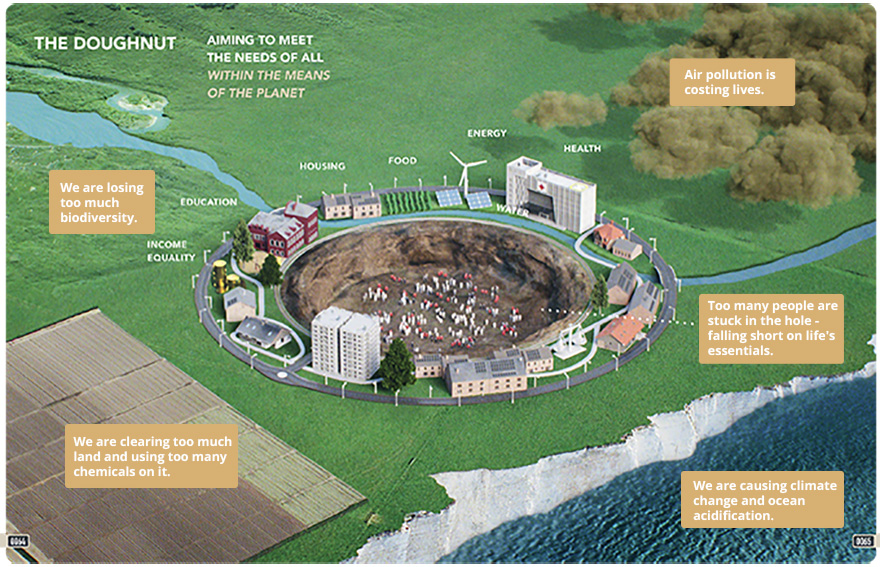 THE DOUGHNUT
AIMING TO MEET
THE NEEDS OF ALL
WITHIN THE MEANS
OF THE PLANET
Air pollution is
costing lives.
ENERGY
HEALTH
FOOD
HOUSING
We are losing
too much
biodiversity.
EDUCATION
WATER
INCOME
EQUALITY
Too many people are
stuck in the hole -
falling short on life's
essentials.
We are clearing too much
land and using too many
chemicals on it.
We are causing climate
change and ocean
acidification.
0064
0065